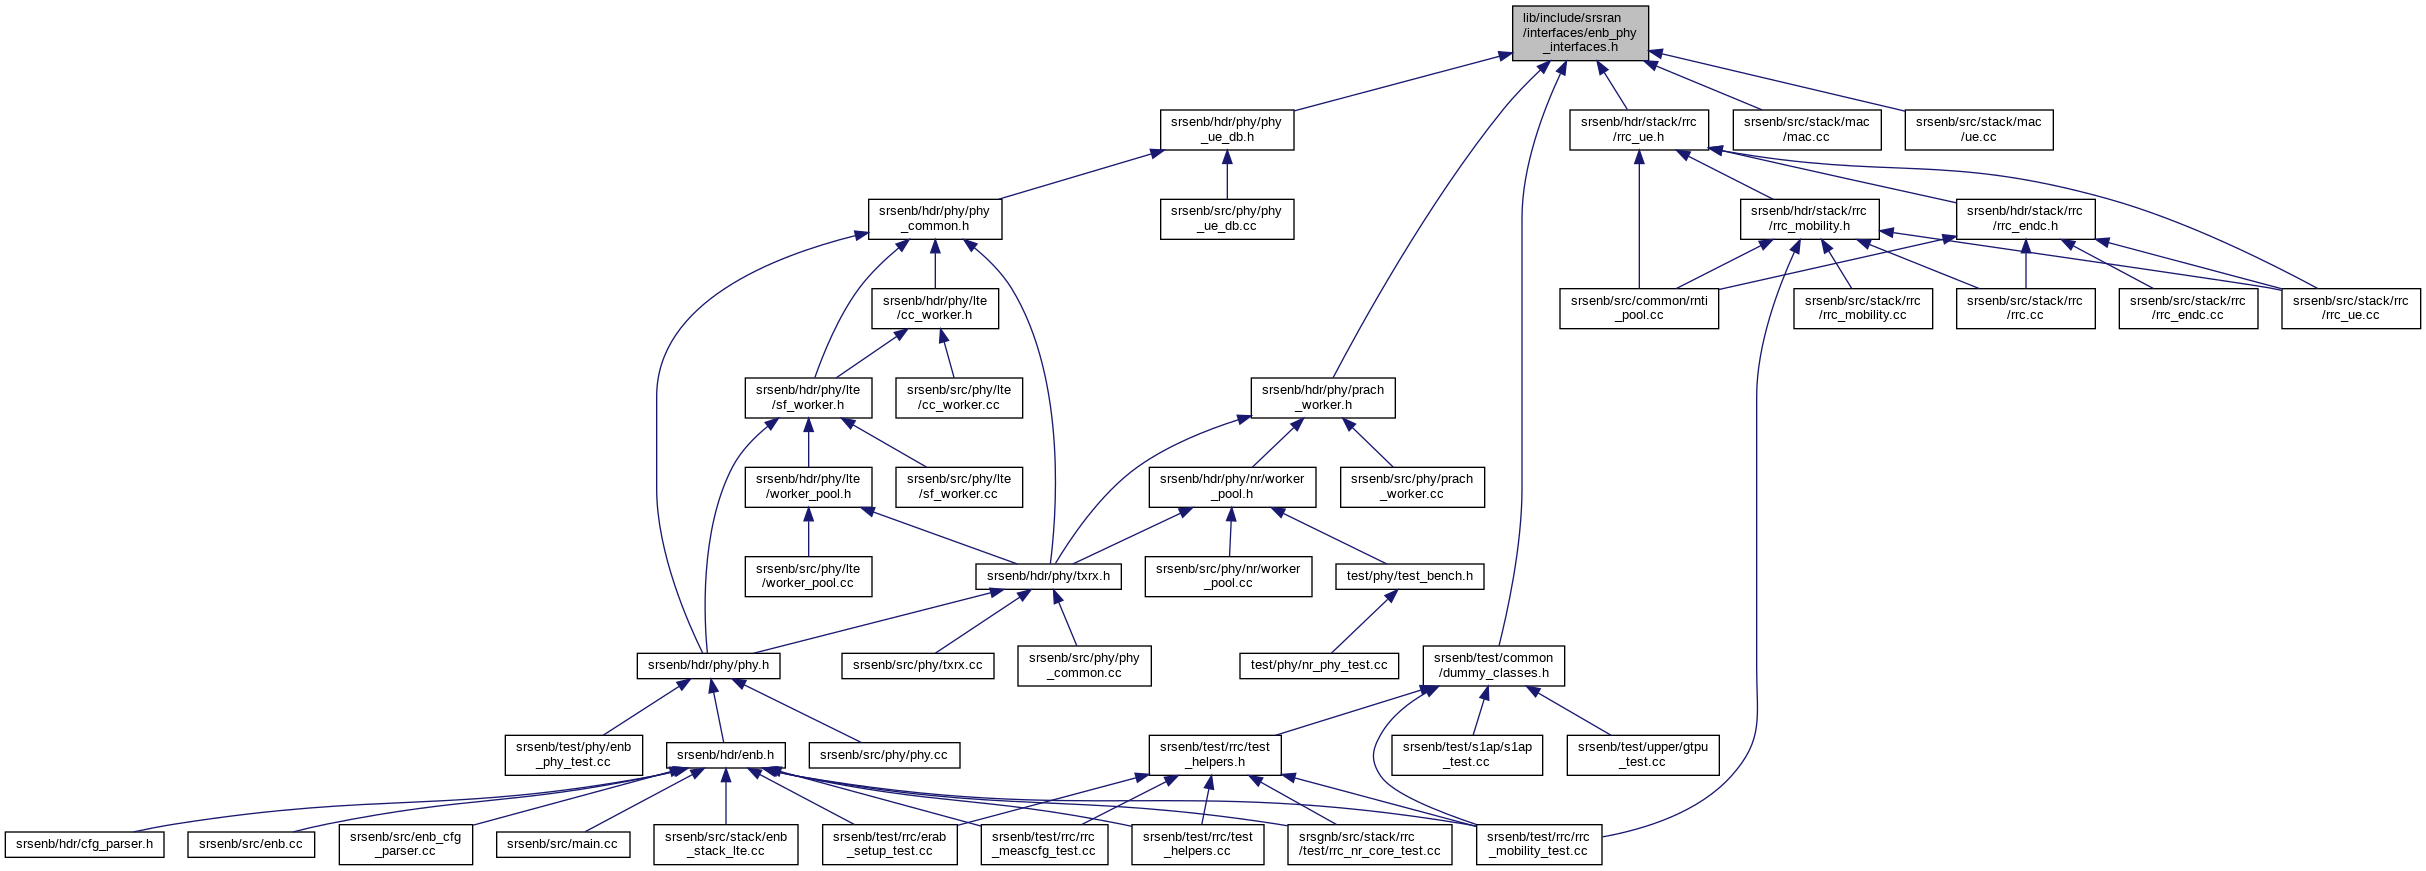 lib/include/srsran
/interfaces/enb_phy
_interfaces.h
srsenb/hdr/phy/phy
_ue_db.h
srsenb/hdr/stack/rrc
/rrc_ue.h
srsenb/src/stack/mac
/mac.cc
srsenb/src/stack/mac
/ue.cc
srsenb/hdr/phy/phy
_common.h
srsenb/src/phy/phy
_ue_db.cc
srsenb/hdr/stack/rrc
/rrc_mobility.h
srsenb/hdr/stack/rrc
/rrc_endc.h
srsenb/hdr/phy/lte
/cc_worker.h
srsenb/src/common/rnti
_pool.cc
srsenb/src/stack/rrc
/rrc_mobility.cc
srsenb/src/stack/rrc
/rrc.cc
srsenb/src/stack/rrc
/rrc_endc.cc
srsenb/src/stack/rrc
/rrc_ue.cc
srsenb/hdr/phy/lte
/sf_worker.h
srsenb/src/phy/lte
/cc_worker.cc
srsenb/hdr/phy/prach
_worker.h
srsenb/hdr/phy/lte
/worker_pool.h
srsenb/src/phy/lte
/sf_worker.cc
srsenb/hdr/phy/nr/worker
_pool.h
srsenb/src/phy/prach
_worker.cc
srsenb/src/phy/lte
/worker_pool.cc
srsenb/hdr/phy/txrx.h
srsenb/src/phy/nr/worker
_pool.cc
test/phy/test_bench.h
srsenb/hdr/phy/phy.h
srsenb/src/phy/txrx.cc
srsenb/src/phy/phy
_common.cc
test/phy/nr_phy_test.cc
srsenb/test/common
/dummy_classes.h
srsenb/test/phy/enb
_phy_test.cc
srsenb/hdr/enb.h
srsenb/src/phy/phy.cc
srsenb/test/rrc/test
_helpers.h
srsenb/test/s1ap/s1ap
_test.cc
srsenb/test/upper/gtpu
_test.cc
srsenb/hdr/cfg_parser.h
srsenb/src/enb.cc
srsenb/src/enb_cfg
_parser.cc
srsenb/src/main.cc
srsenb/src/stack/enb
_stack_lte.cc
srsenb/test/rrc/erab
_setup_test.cc
srsenb/test/rrc/rrc
_meascfg_test.cc
srsenb/test/rrc/test
_helpers.cc
srsgnb/src/stack/rrc
/test/rrc_nr_core_test.cc
srsenb/test/rrc/rrc
_mobility_test.cc